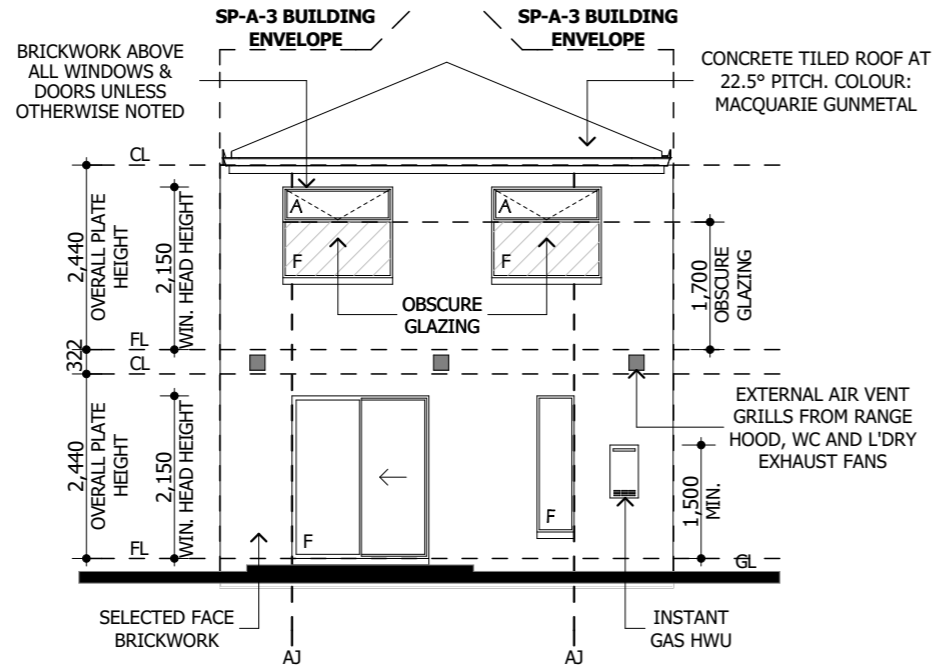 SP-A-3 BUILDING
ENVELOPE
SP-A-3 BUILDING
ENVELOPE
BRICKWORK ABOVE
ALL WINDOWS &
DOORS UNLESS
OTHERWISE NOTED
CONCRETE TILED ROOF AT
22.5° PITCH. COLOUR:
MACQUARIE GUNMETAL
CL
2,440
OVERALL PLATE
HEIGHT
2,150
WIN. HEAD HEIGHT
A
F
A
F
OBSCURE
GLAZING
1,700
OBSCURE
GLAZING
FL
322
CL
EXTERNAL AIR VENT
GRILLS FROM RANGE
HOOD, WC AND L'DRY
EXHAUST FANS
2,440
OVERALL PLATE
HEIGHT
2,150
WIN. HEAD HEIGHT
F
F
1,500
MIN.
FL
GL
SELECTED FACE
BRICKWORK
INSTANT
GAS HWU
AJ
AJ